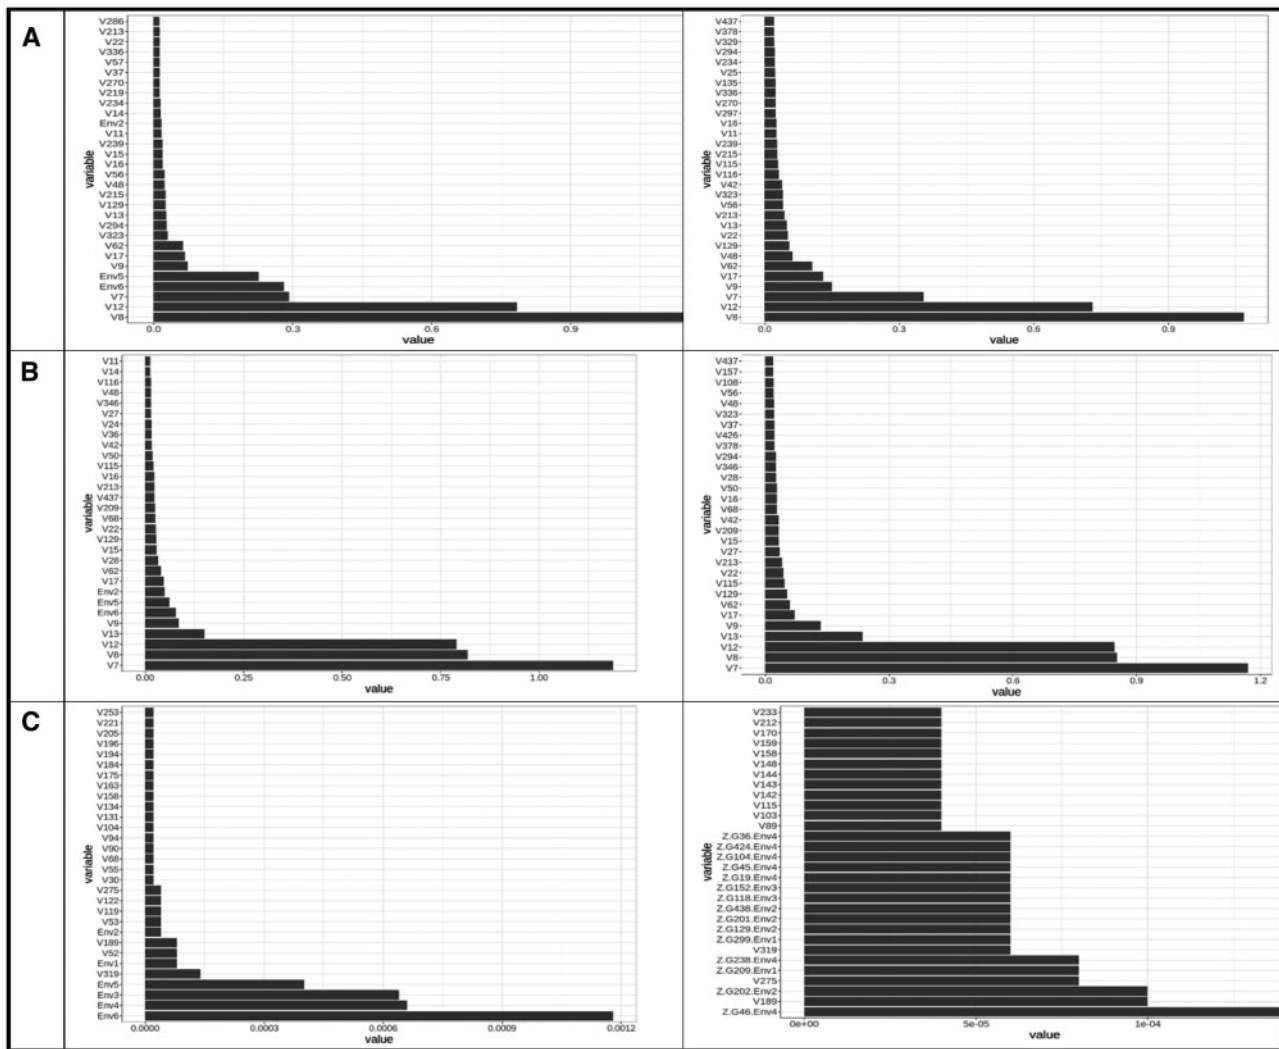 A
V286
V213
V22
V336
V57
V37
V270
V219
V234
V14
Env2
V11
V239
V15
V16
V56
V48
V215
V129
V13
V294
V323
V62
V17
V9
Env5
Env6
V7
V12
V8
variable
0.0 0.3 0.6 0.9
value
V437
V378
V329
V294
V234
V25
V135
V336
V270
V297
V16
V11
V239
V215
V115
V116
V42
V323
V56
V213
V13
V22
V129
V48
V62
V17
V9
V7
V12
V8
variable
0.0 0.3 0.6 0.9
value
B
V11
V14
V116
V48
V346
V27
V24
V36
V42
V50
V115
V16
V213
V437
V209
V68
V22
V129
V15
V28
V62
V17
Env2
Env5
Env6
V9
V13
V12
V8
V7
variable
0.00 0.25 0.50 0.75 1.00
value
V437
V157
V108
V56
V48
V323
V37
V426
V378
V294
V346
V28
V50
V16
V68
V42
V209
V15
V27
V213
V22
V115
V129
V62
V17
V9
V13
V12
V8
V7
variable
0.0 0.3 0.6 0.9 1.2
value
C
V253
V221
V205
V196
V194
V184
V175
V163
V158
V134
V131
V104
V94
V90
V68
V55
V30
V275
V122
V119
V53
Env2
V189
V52
Env1
V319
Env5
Env3
Env4
Env6
variable
0.0000 0.0003 0.0006 0.0009 0.0012
value
V233
V212
V170
V159
V158
V148
V144
V143
V142
V115
V103
V89
Z.G36.Env4
Z.G424.Env4
Z.G104.Env4
Z.G45.Env4
Z.G19.Env4
Z.G152.Env3
Z.G118.Env3
Z.G438.Env2
Z.G201.Env2
Z.G129.Env2
Z.G299.Env1
V319
Z.G238.Env4
Z.G209.Env1
V275
Z.G202.Env2
V189
Z.G46.Env4
variable
0e+00 5e-05 1e-04
value